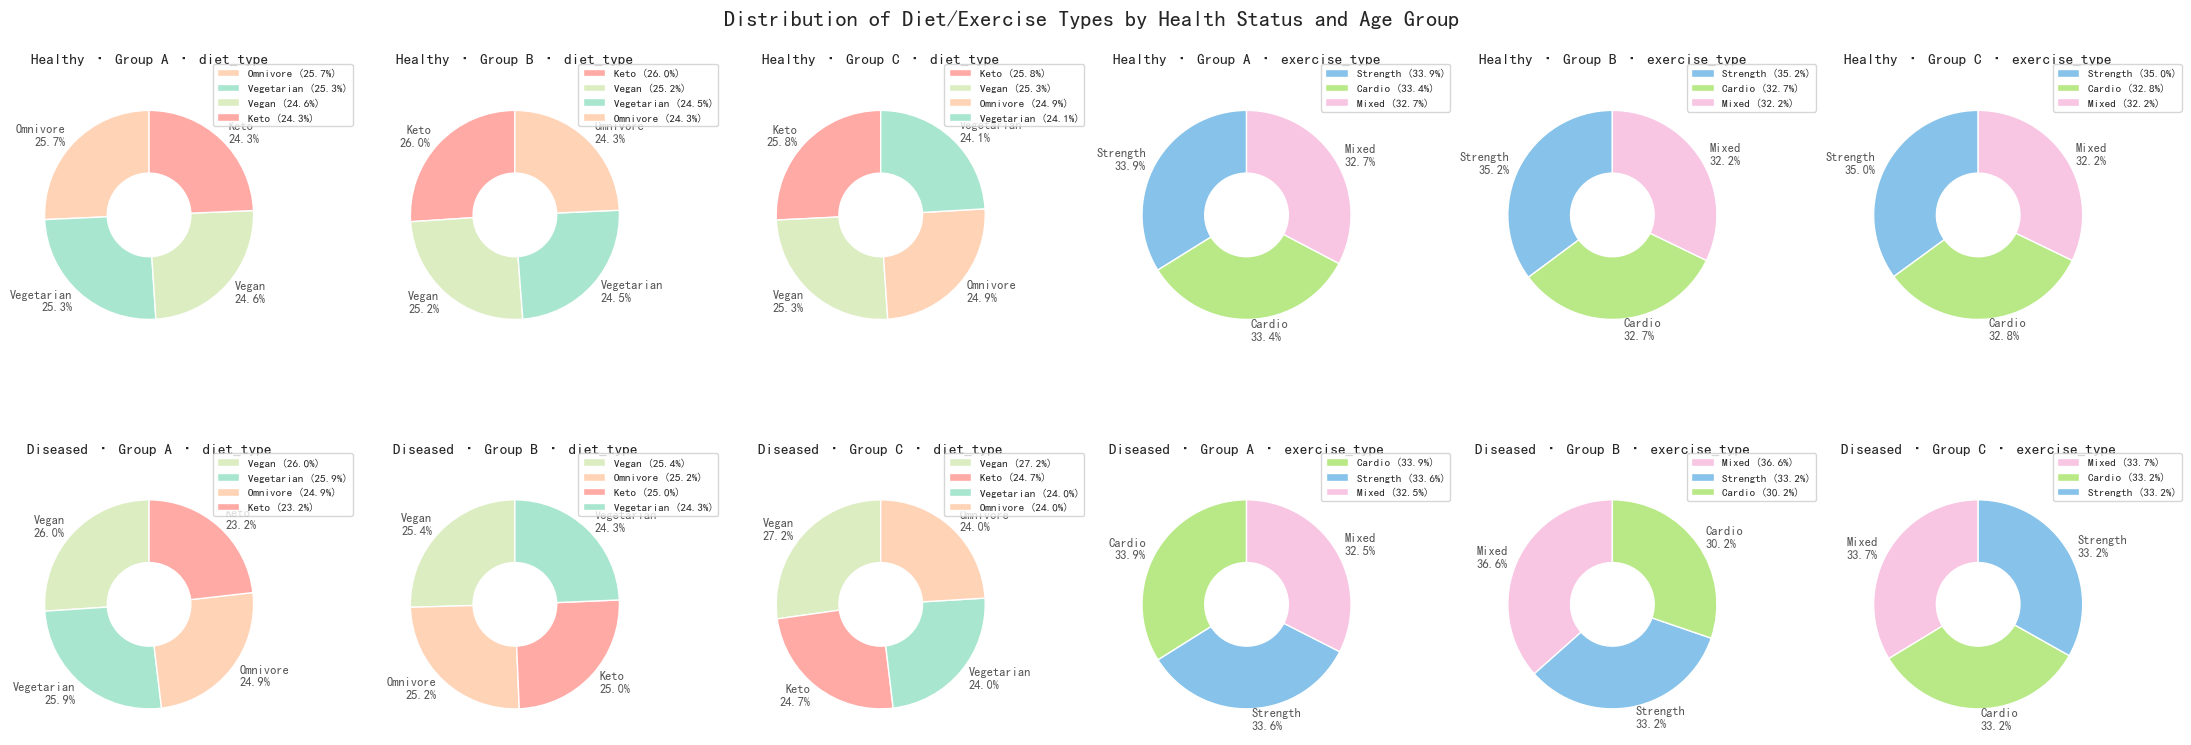 Distribution of Diet/Exercise Types by Health Status and Age Group
Healthy · Group A · diet_type
Omnivore (25.7%)
Vegetarian (25.3%)
Vegan (24.6%)
Keto (24.3%)
Omnivore
25.7%
Vegetarian
25.3%
Vegan
24.6%
Keto
24.3%
Healthy · Group B · diet_type
Keto (26.0%)
Vegan (25.2%)
Vegetarian (24.5%)
Omnivore (24.3%)
Keto
26.0%
Vegan
25.2%
Vegetarian
24.5%
Omnivore
24.3%
Healthy · Group C · diet_type
Keto (25.8%)
Vegan (25.3%)
Omnivore (24.9%)
Vegetarian (24.1%)
Keto
25.8%
Vegan
25.3%
Omnivore
24.9%
Vegetarian
24.1%
Healthy · Group A · exercise_type
Strength (33.9%)
Cardio (33.4%)
Mixed (32.7%)
Strength
33.9%
Cardio
33.4%
Mixed
32.7%
Healthy · Group B · exercise_type
Strength (35.2%)
Cardio (32.7%)
Mixed (32.2%)
Strength
35.2%
Cardio
32.7%
Mixed
32.2%
Healthy · Group C · exercise_type
Strength (35.0%)
Cardio (32.8%)
Mixed (32.2%)
Strength
35.0%
Cardio
32.8%
Mixed
32.2%
Diseased · Group A · diet_type
Vegan (26.0%)
Vegetarian (25.9%)
Omnivore (24.9%)
Keto (23.2%)
Vegan
26.0%
Vegetarian
25.9%
Omnivore
24.9%
Keto
23.2%
Diseased · Group B · diet_type
Vegan (25.4%)
Omnivore (25.2%)
Keto (25.0%)
Vegetarian (24.3%)
Vegan
25.4%
Omnivore
25.2%
Keto
25.0%
Vegetarian
24.3%
Diseased · Group C · diet_type
Vegan (27.2%)
Keto (24.7%)
Vegetarian (24.0%)
Omnivore (24.0%)
Vegan
27.2%
Keto
24.7%
Vegetarian
24.0%
Omnivore
24.0%
Diseased · Group A · exercise_type
Cardio (33.9%)
Strength (33.6%)
Mixed (32.5%)
Cardio
33.9%
Strength
33.6%
Mixed
32.5%
Diseased · Group B · exercise_type
Mixed (36.6%)
Strength (33.2%)
Cardio (30.2%)
Mixed
36.6%
Strength
33.2%
Cardio
30.2%
Diseased · Group C · exercise_type
Mixed (33.7%)
Cardio (33.2%)
Strength (33.2%)
Mixed
33.7%
Cardio
33.2%
Strength
33.2%